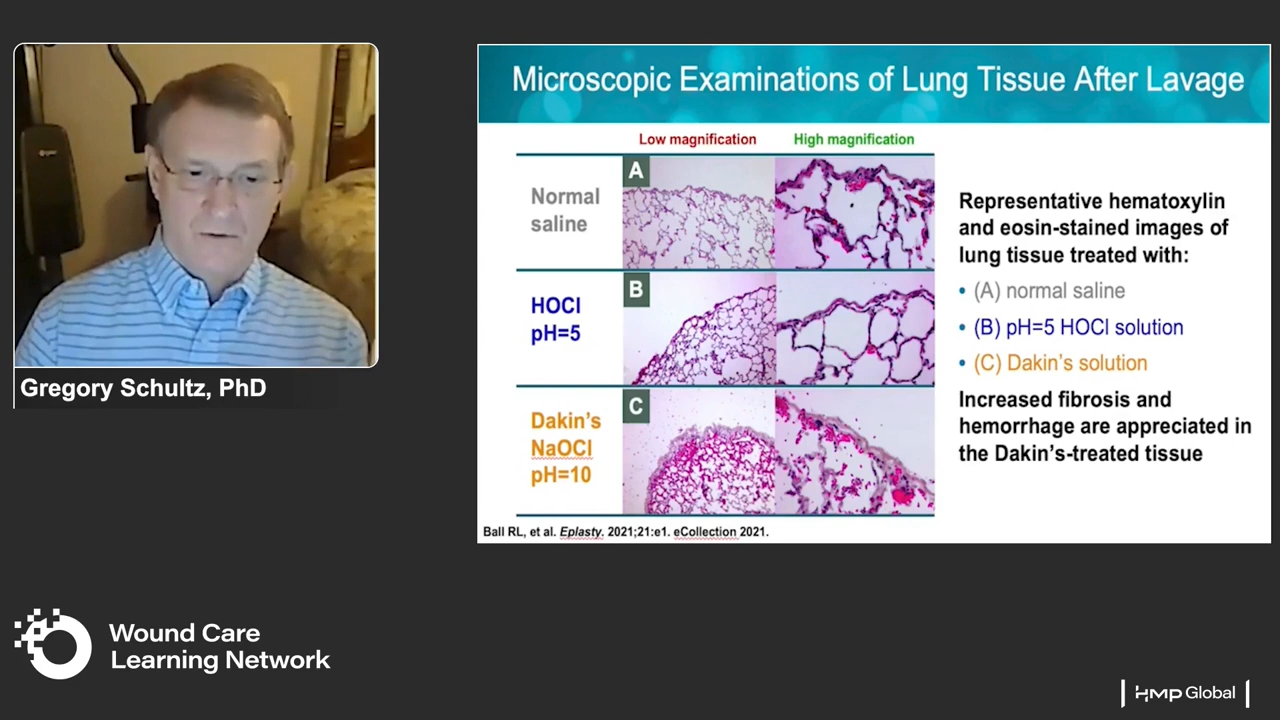 Gregory Schultz, PhD
Microscopic Examinations of Lung Tissue After Lavage
Low magnification
High magnification
Normal
saline
A
HOCl
pH=5
B
Dakin's
NaOCl
pH=10
C
Representative hematoxylin
and eosin-stained images of
lung tissue treated with:
• (A) normal saline
• (B) pH=5 HOCl solution
• (C) Dakin's solution
Increased fibrosis and
hemorrhage are appreciated in
the Dakin's-treated tissue
Ball RL, et al. Eplasty. 2021;21:e1. eCollection 2021.
Wound Care
Learning Network
HMP Global